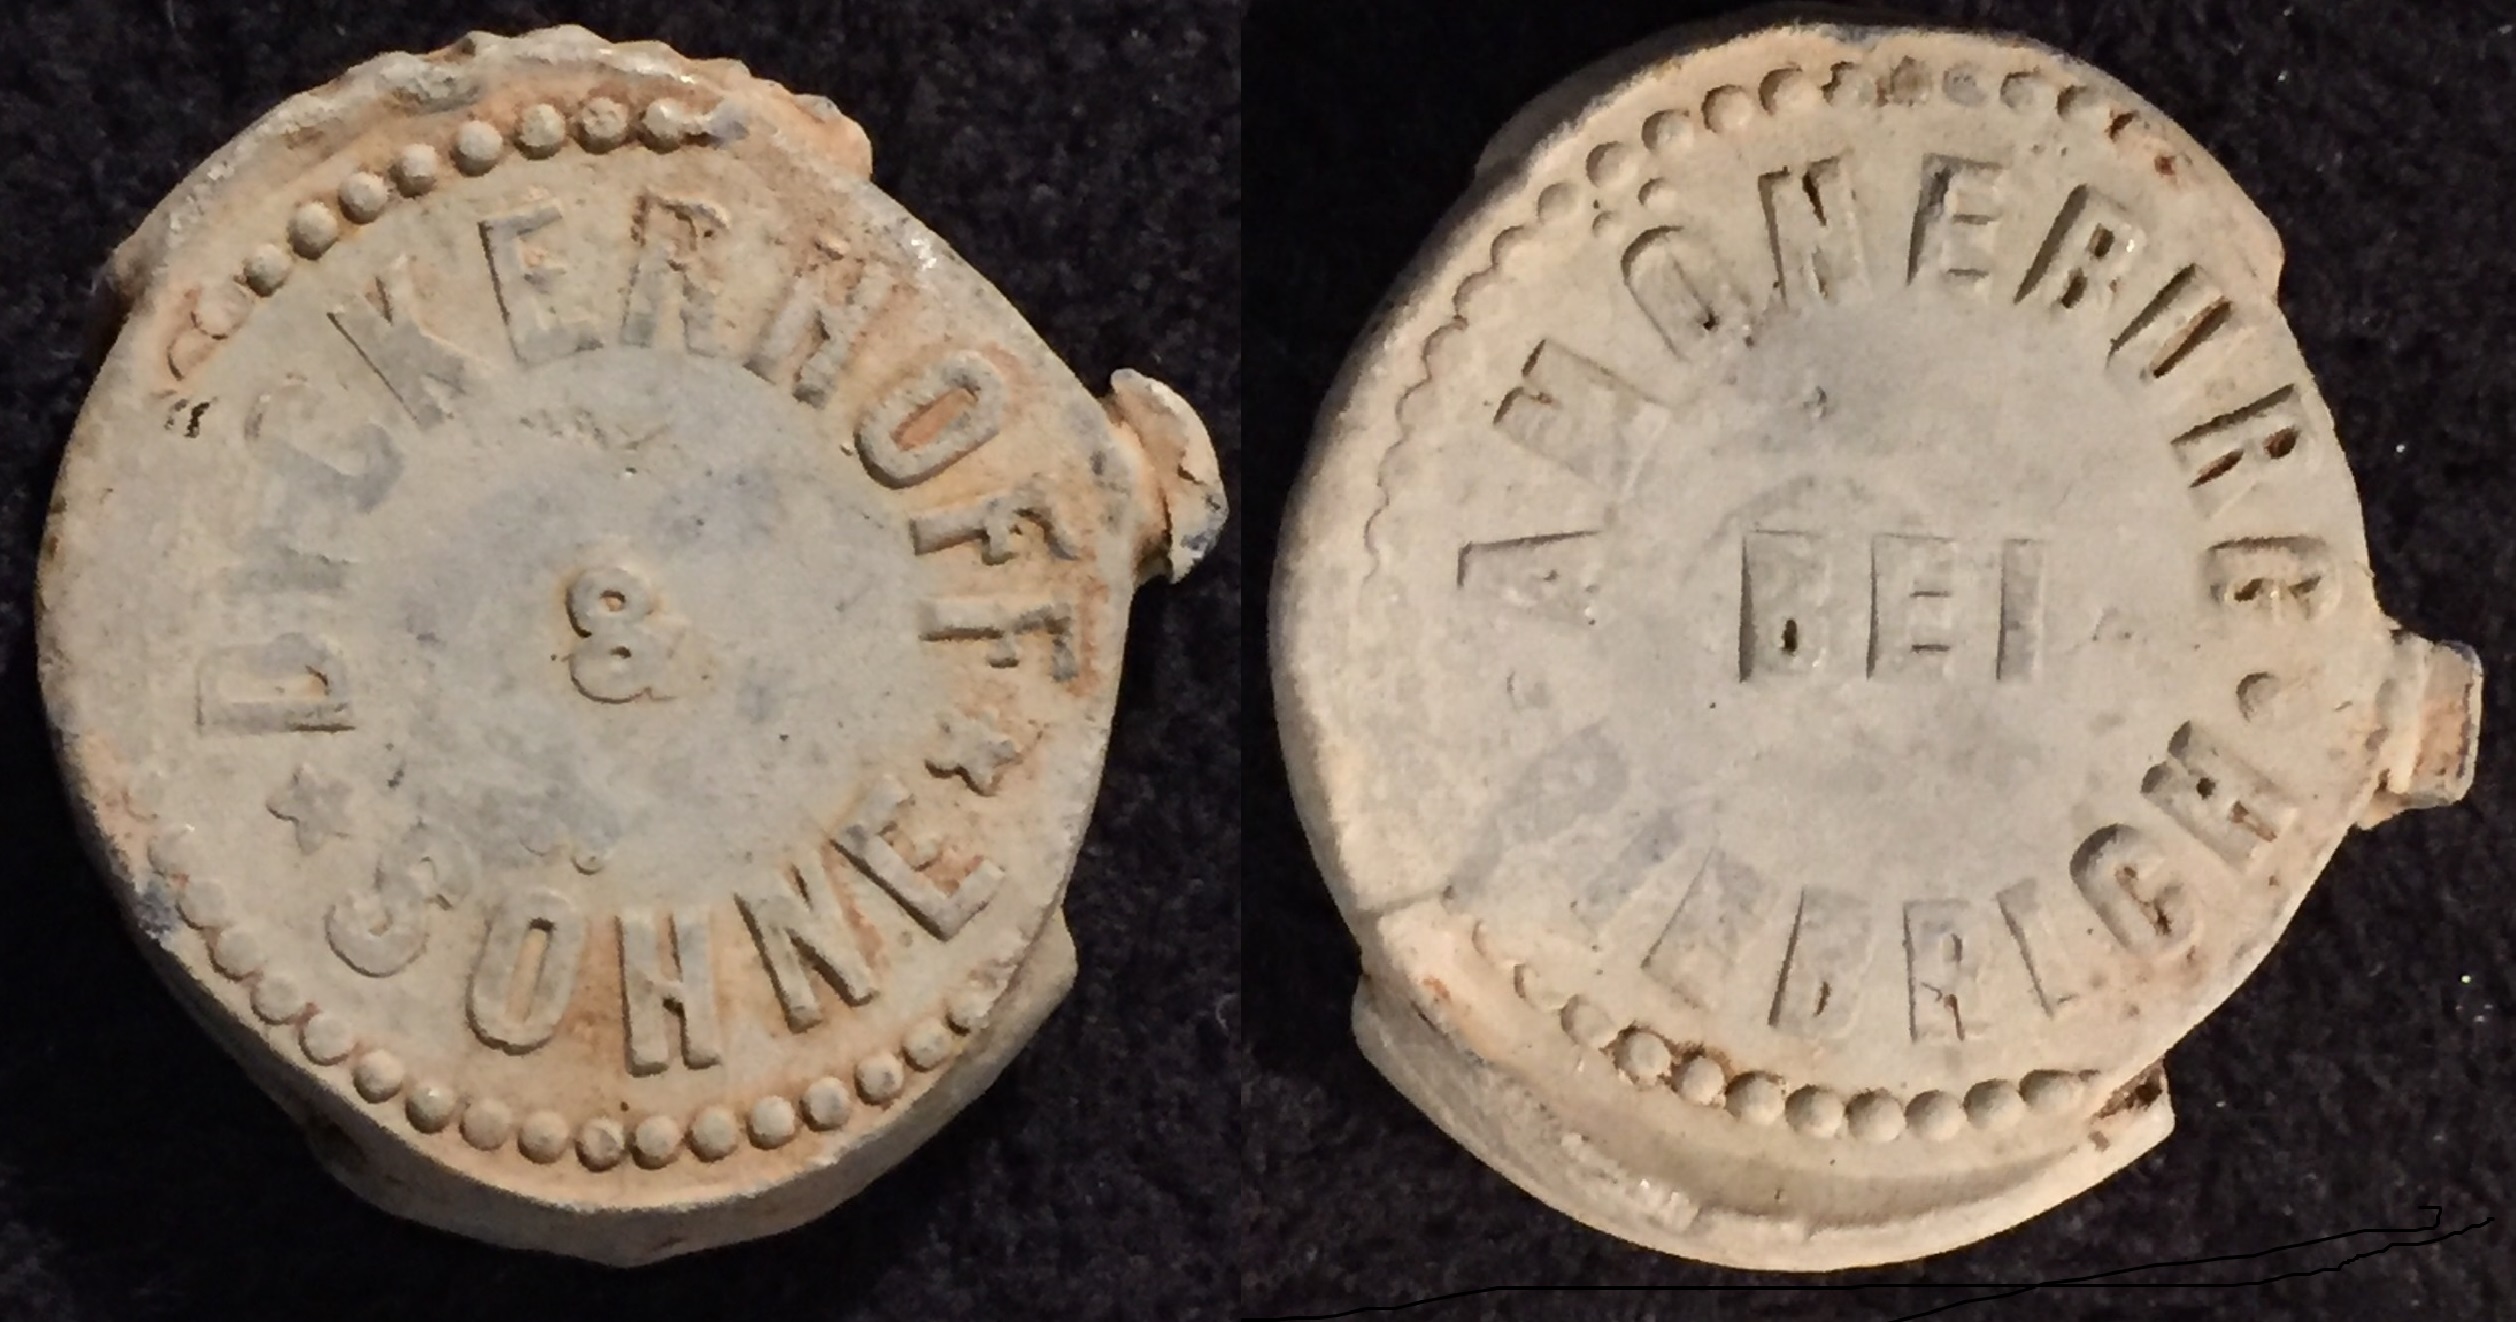 DYCKERHOFF
&
★ SÖHNE ★
AMÖNEBURG
BEI
• BIEBRICH •